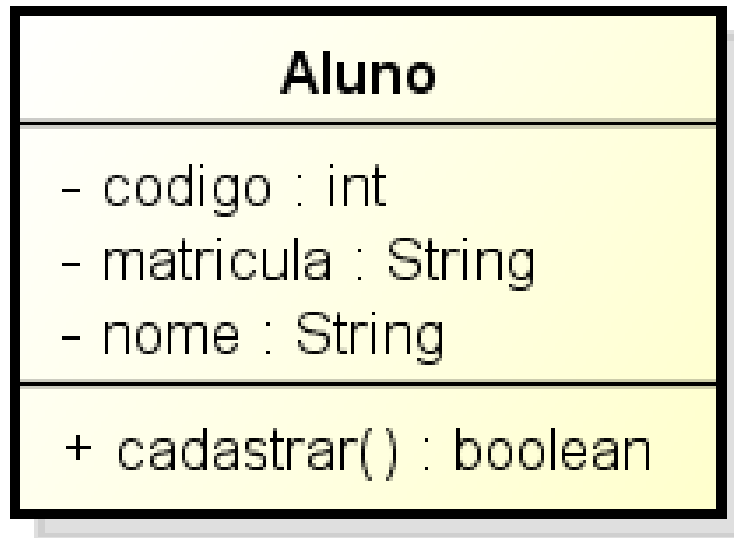 Aluno
- codigo : int
- matricula : String
- nome : String
+ cadastrar() : boolean